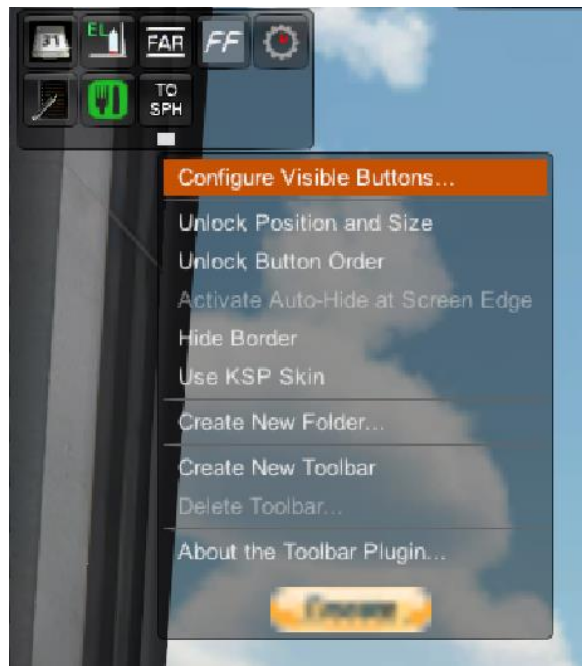 31
EL
FAR
FF
TO
SPH
Configure Visible Buttons...
Unlock Position and Size
Unlock Button Order
Activate Auto-Hide at Screen Edge
Hide Border
Use KSP Skin
Create New Folder...
Create New Toolbar
Delete Toolbar...
About the Toolbar Plugin...